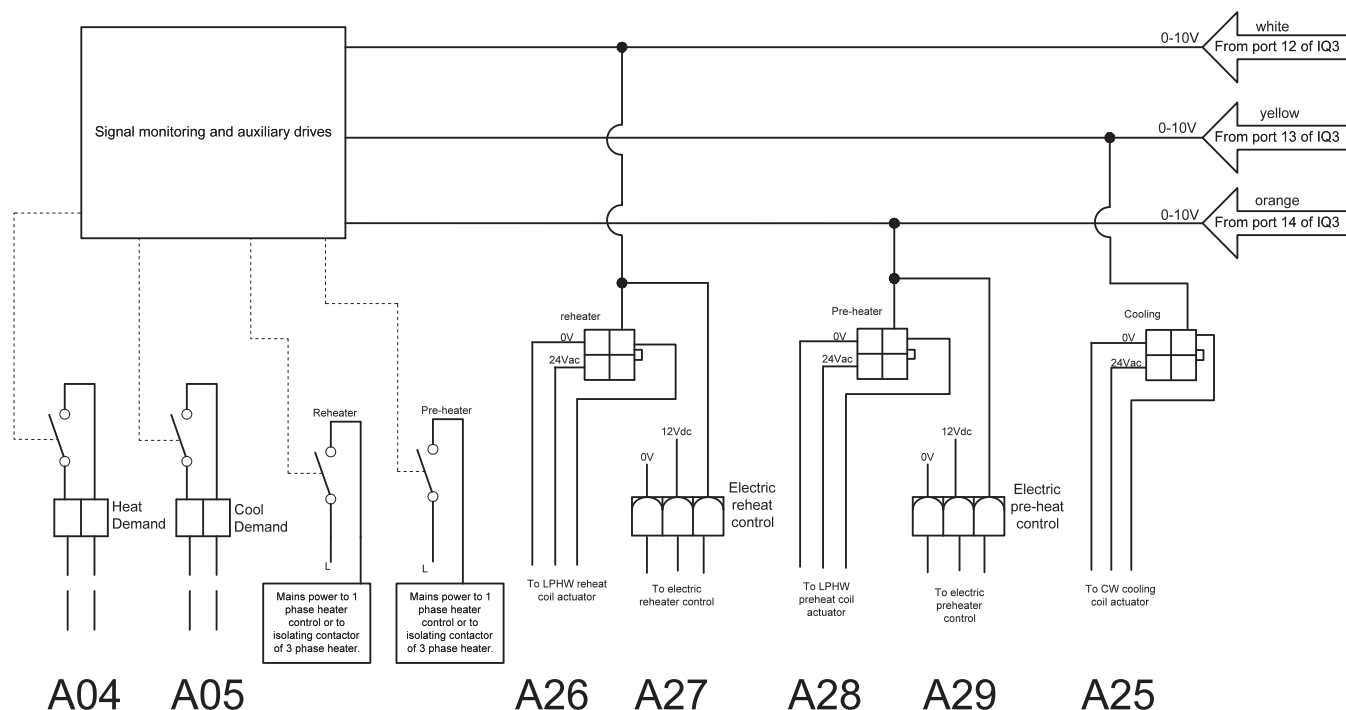 white
0-10V
From port 12 of IQ3
Signal monitoring and auxiliary drives
yellow
0-10V
From port 13 of IQ3
orange
0-10V
From port 14 of IQ3
reheater
0V
24Vac
Pre-heater
0V
24Vac
Cooling
0V
24Vac
Reheater
Pre-heater
12Vdc
0V
12Vdc
0V
Heat
Demand
Cool
Demand
Electric
reheat
control
Electric
pre-heat
control
L
L
Mains power to 1
phase heater
control or to
isolating contactor
of 3 phase heater.
Mains power to 1
phase heater
control or to
isolating contactor
of 3 phase heater.
To LPHW reheat
coil actuator
To electric
reheater control
To LPHW
preheat coil
actuator
To electric
preheater
control
To CW cooling
coil actuator
A04
A05
A26
A27
A28
A29
A25